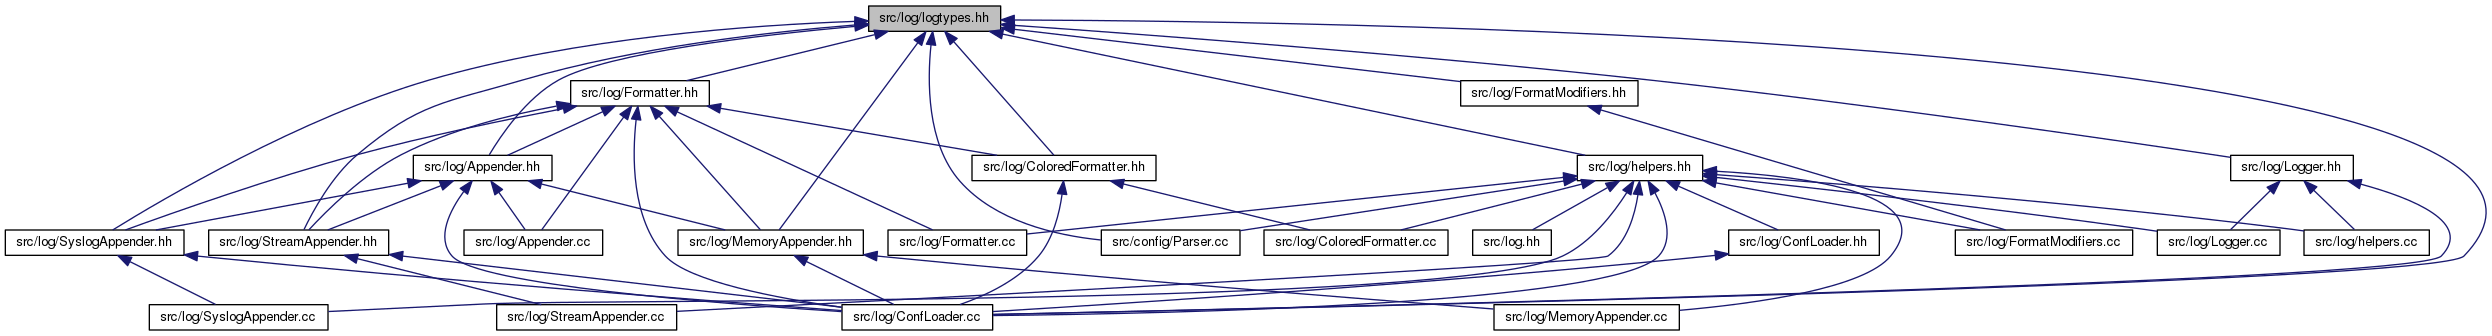 src/log/logtypes.hh
src/log/Formatter.hh
src/log/FormatModifiers.hh
src/log/Appender.hh
src/log/ColoredFormatter.hh
src/log/helpers.hh
src/log/Logger.hh
src/log/SyslogAppender.hh
src/log/StreamAppender.hh
src/log/Appender.cc
src/log/MemoryAppender.hh
src/log/Formatter.cc
src/config/Parser.cc
src/log/ColoredFormatter.cc
src/log.hh
src/log/ConfLoader.hh
src/log/FormatModifiers.cc
src/log/Logger.cc
src/log/helpers.cc
src/log/SyslogAppender.cc
src/log/StreamAppender.cc
src/log/ConfLoader.cc
src/log/MemoryAppender.cc